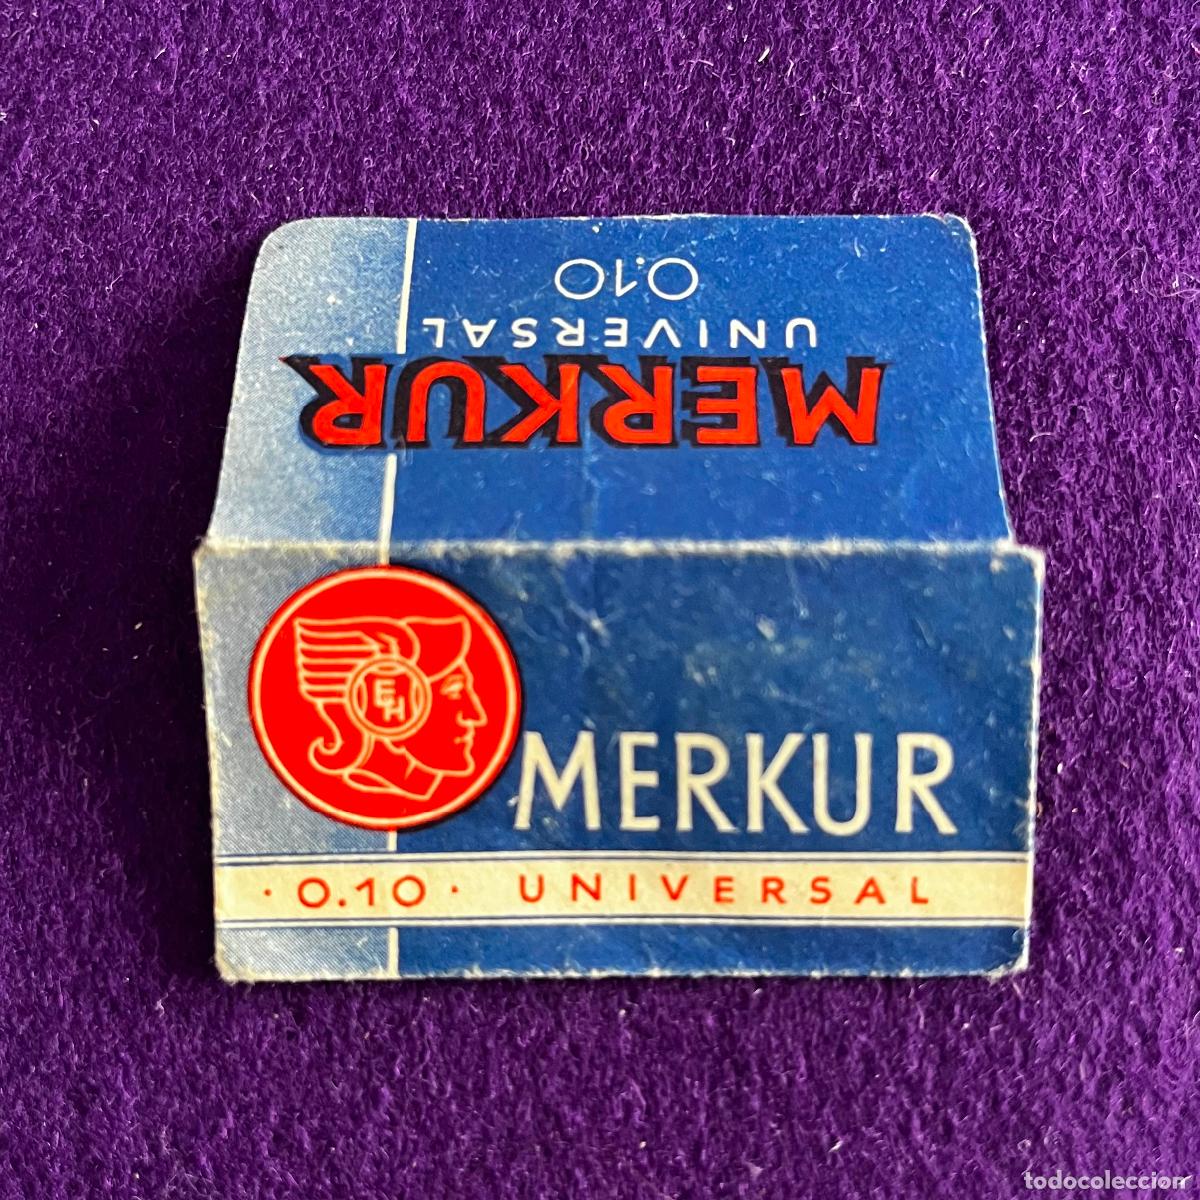 MERKUR
UNIVERSAL
0.10
EH
MERKUR
· 0.10 · UNIVERSAL
todocoleccion